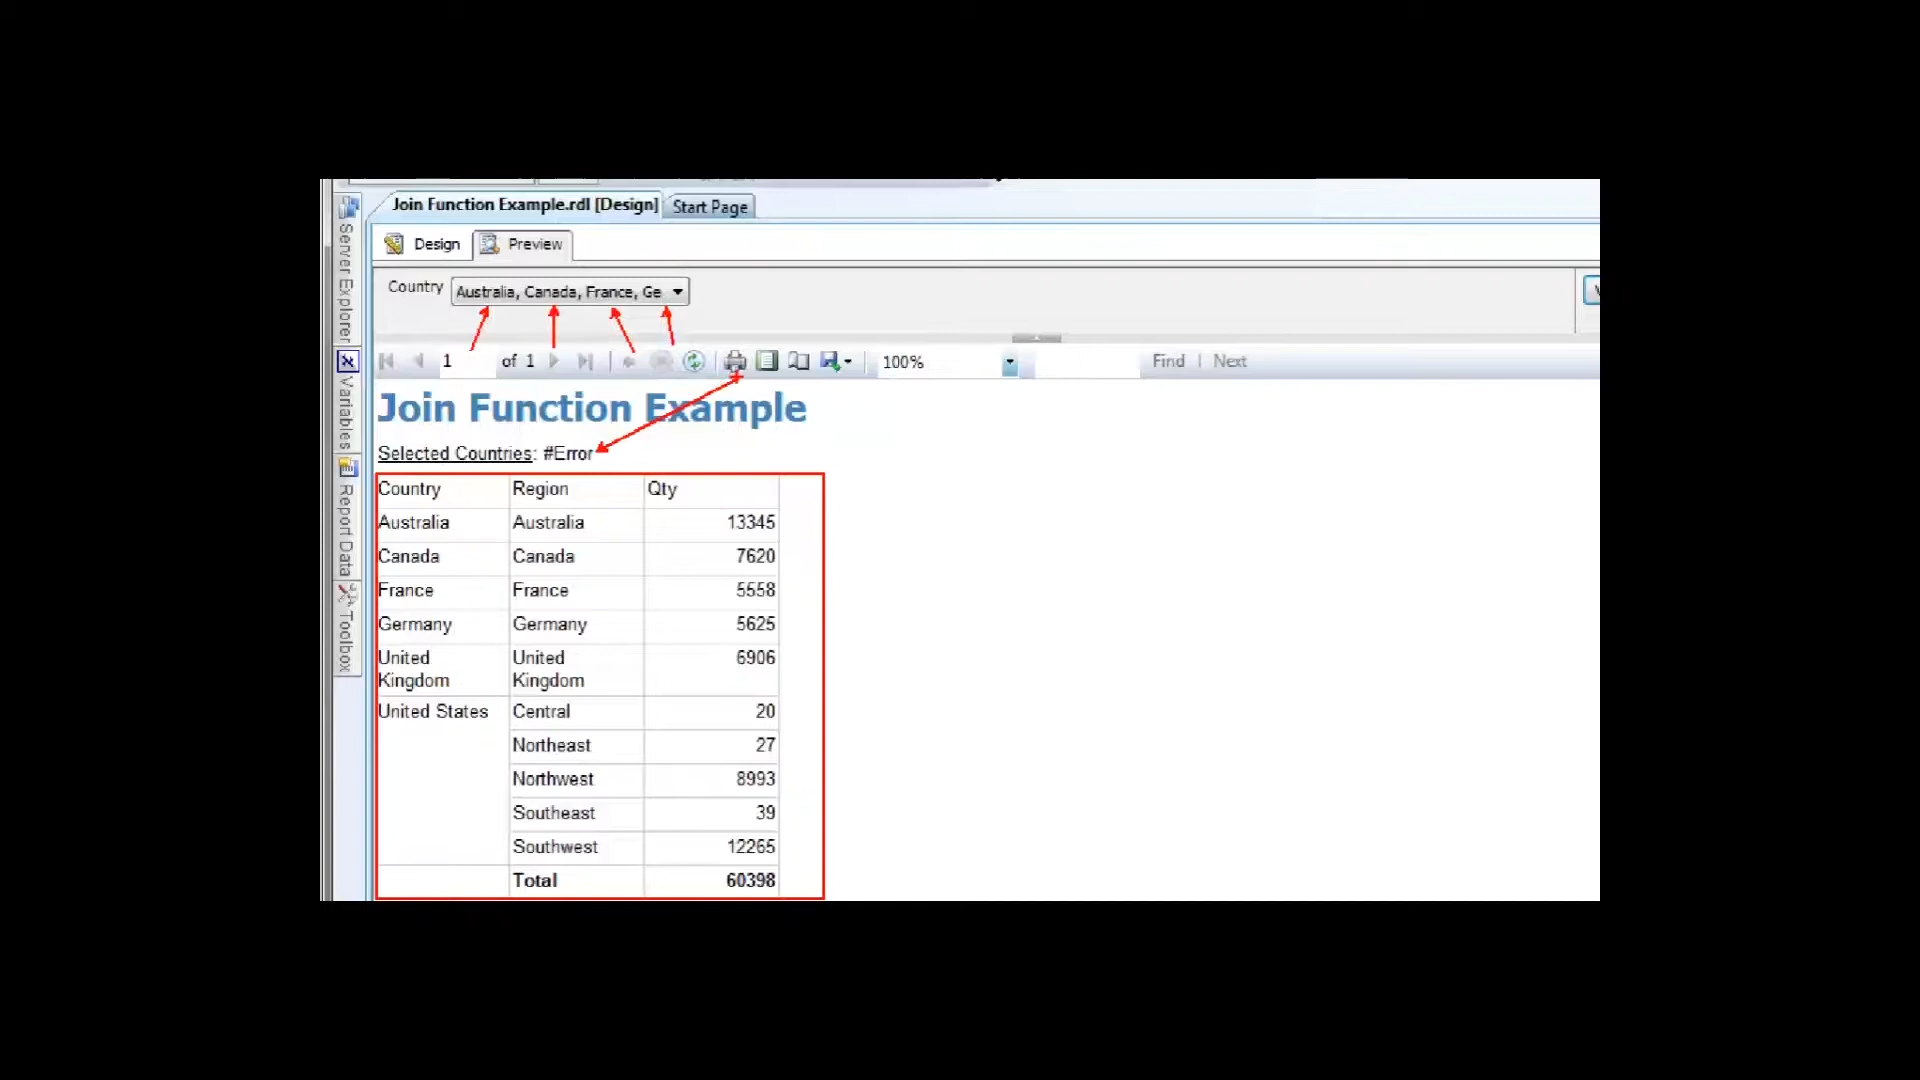 Join Function Example.rdl [Design]
Start Page
Design
Preview
Country
Australia, Canada, France, Ge
1 of 1
100%
Find | Next
Join Function Example
Selected Countries: #Error
Country Region Qty
Australia Australia 13345
Canada Canada 7620
France France 5558
Germany Germany 5625
United United 6906
Kingdom Kingdom
United States Central 20
Northeast 27
Northwest 8993
Southeast 39
Southwest 12265
Total 60398
Server Explorer
Variables
Report Data
Toolbox